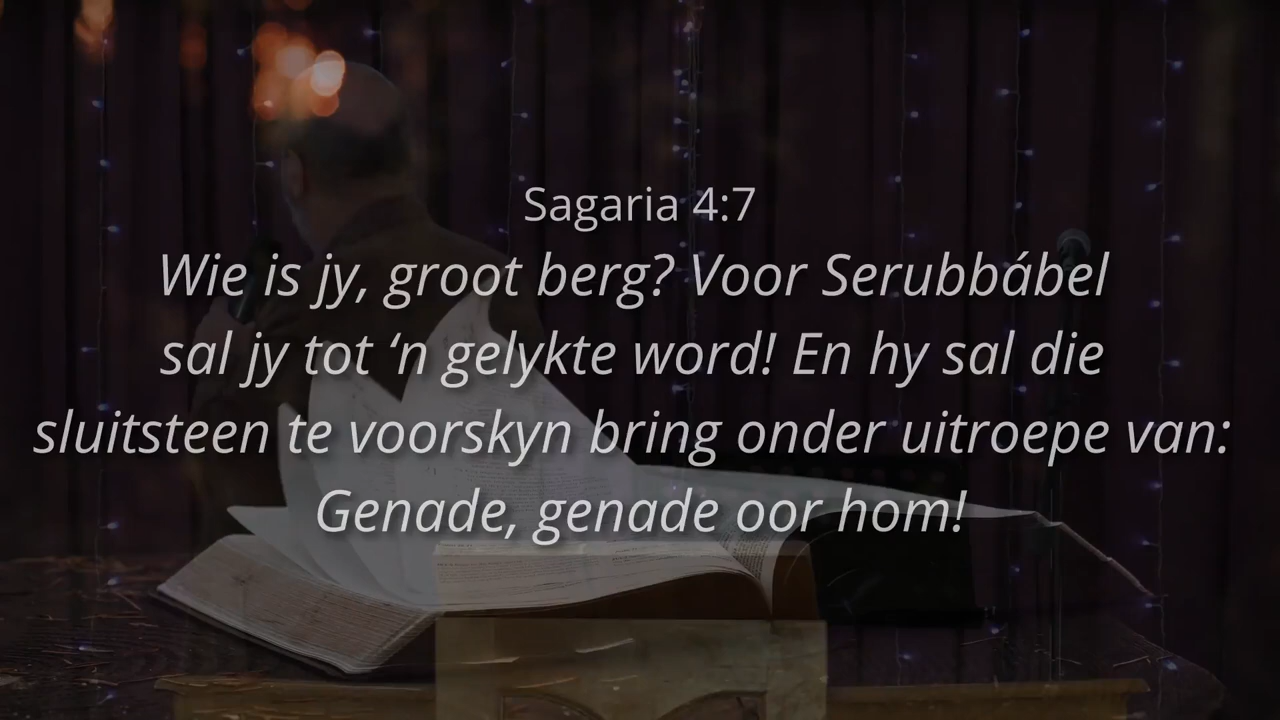 Sagaria 4:7
Wie is jy, groot berg? Voor Serubbábel
sal jy tot ‘n gelykte word! En hy sal die
sluitsteen te voorskyn bring onder uitroepe van:
Genade, genade oor hom!